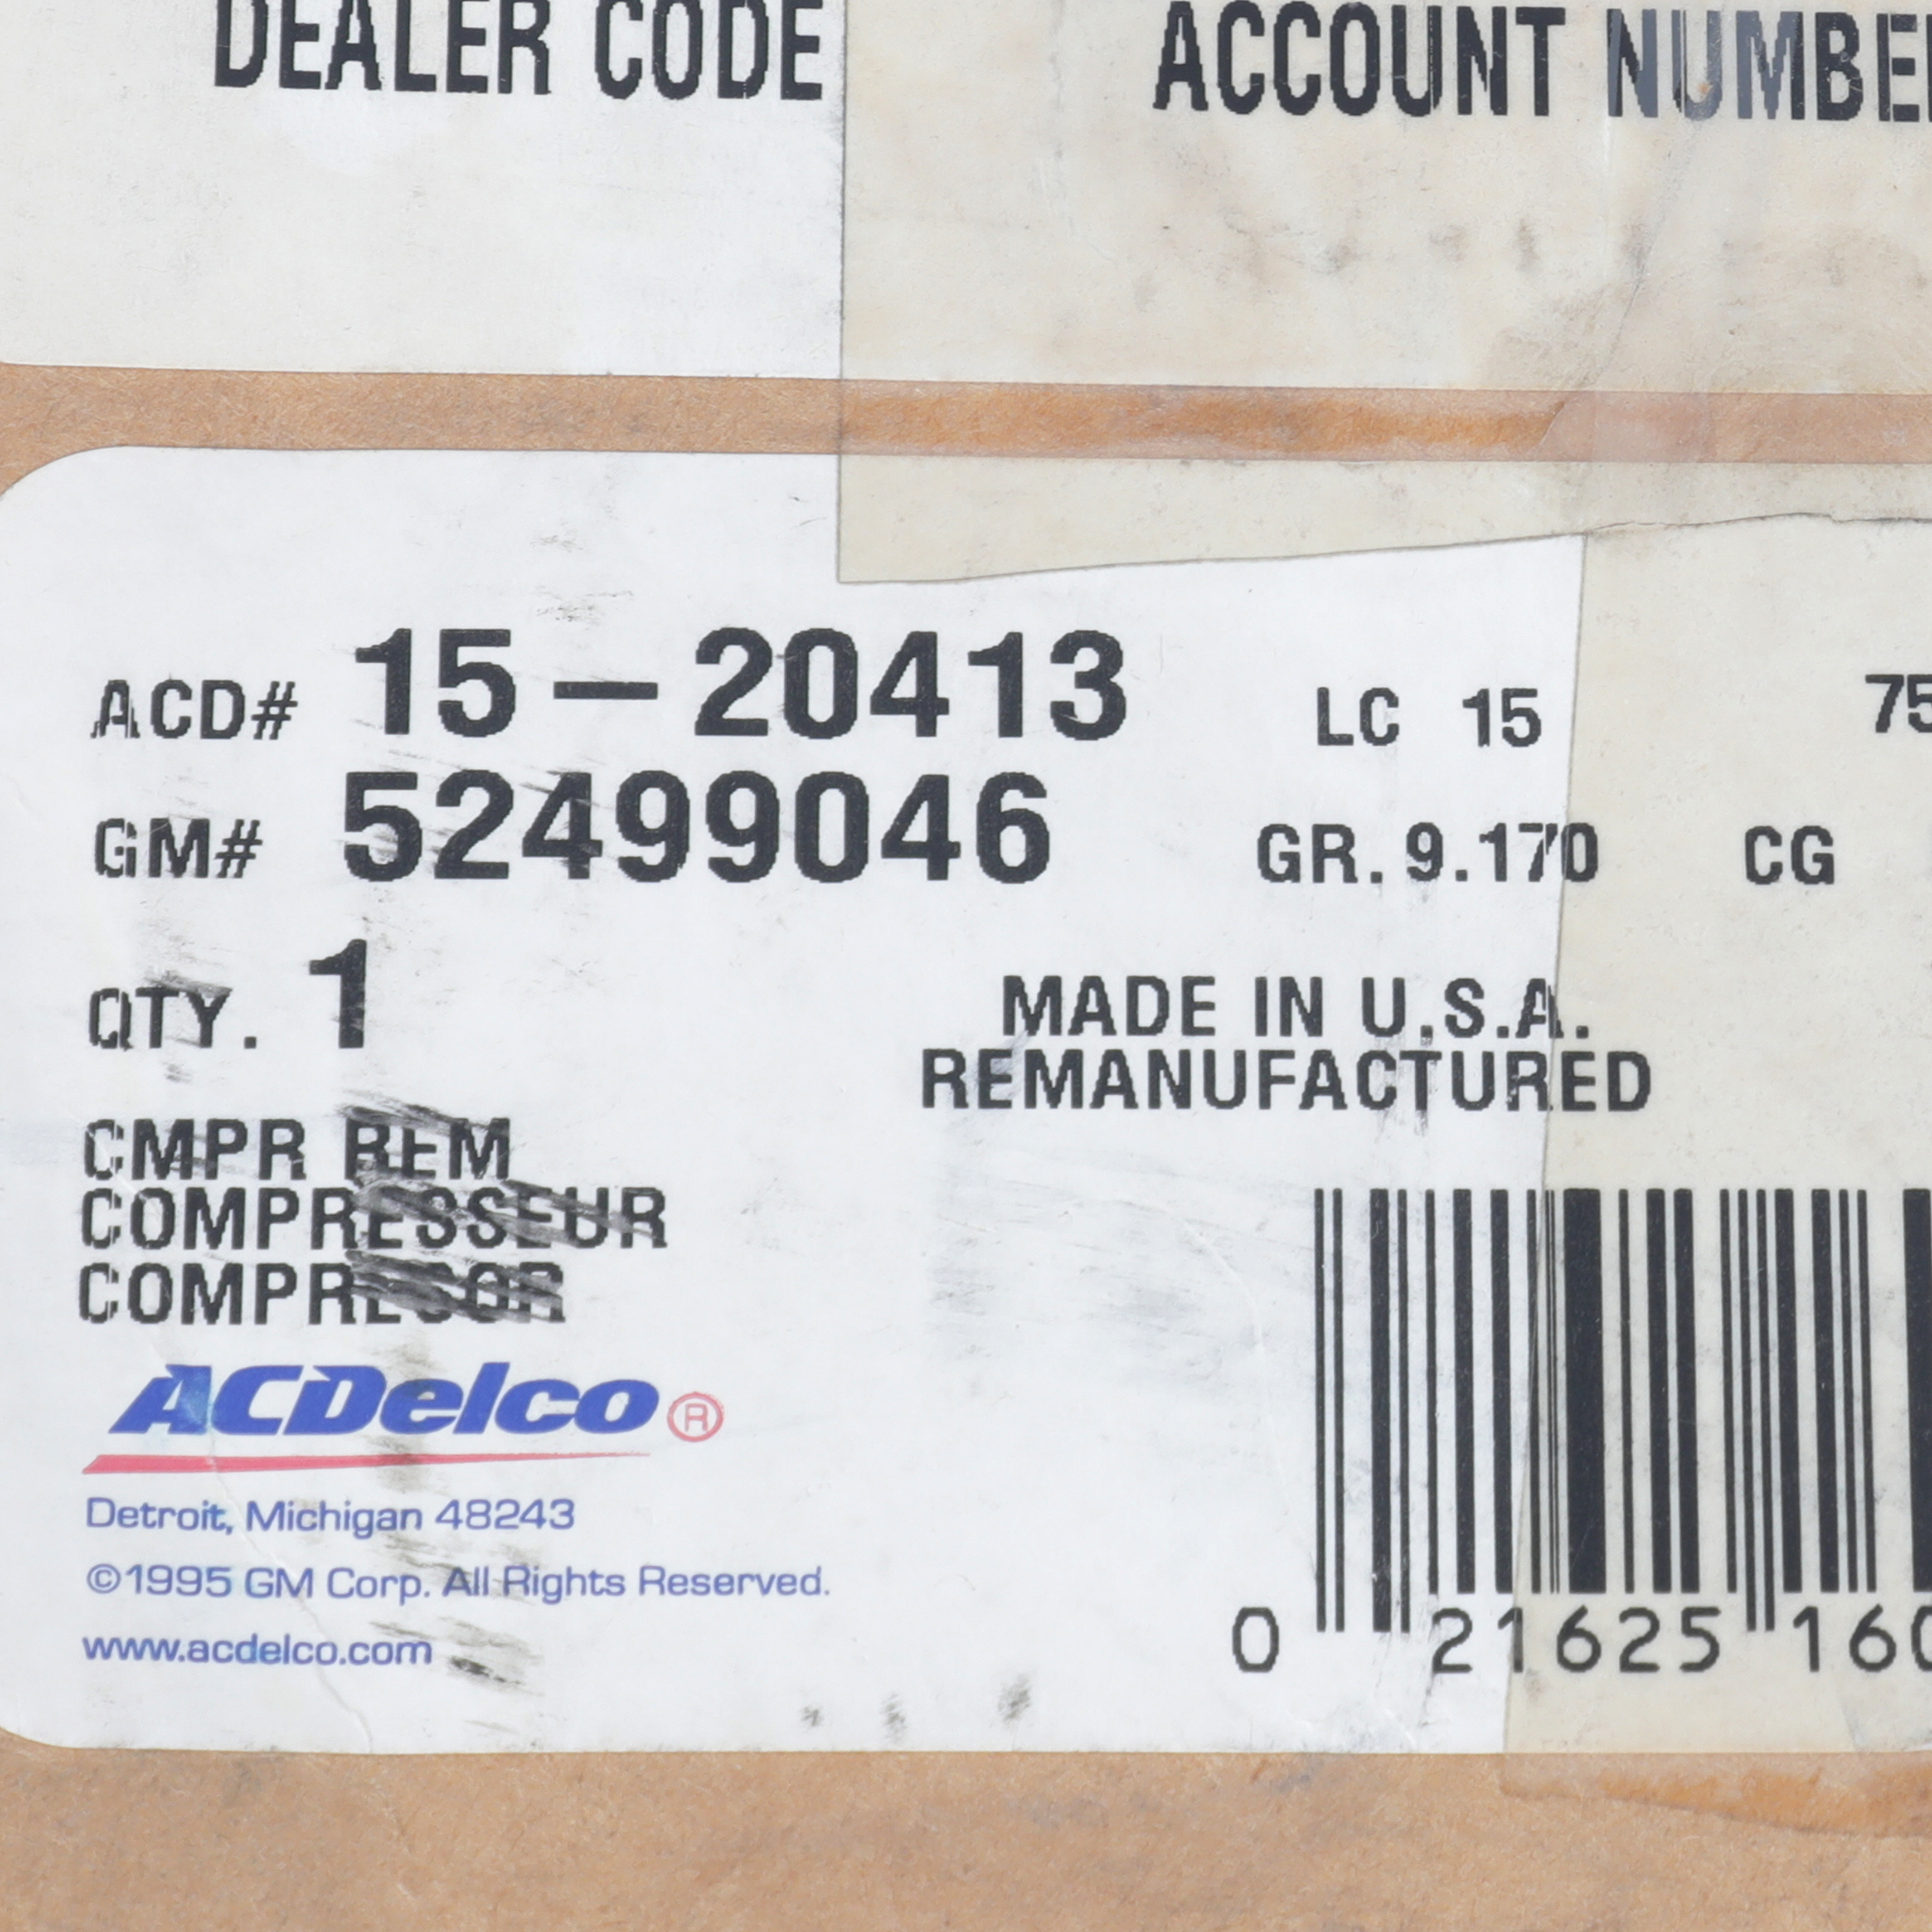 DEALER CODE ACCOUNT NUMBE
ACD# 15-20413 LC 15 75
GM# 52499046 GR. 9.170 CG
QTY. 1
MADE IN U.S.A.
REMANUFACTURED
CMPR REM
COMPRESSEUR
COMPRESOR
ACDelco®
Detroit, Michigan 48243
©1995 GM Corp. All Rights Reserved.
www.acdelco.com
0 21625 160